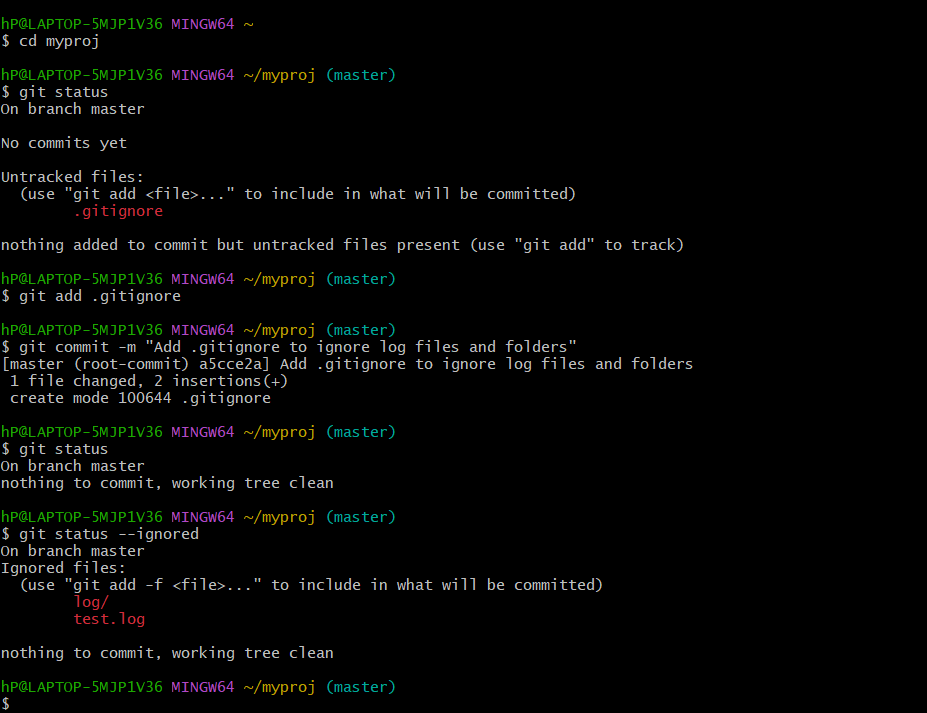 hP@LAPTOP-5MJP1V36 MINGW64 ~
$ cd myproj
hP@LAPTOP-5MJP1V36 MINGW64 ~/myproj (master)
$ git status
On branch master
No commits yet
Untracked files:
  (use "git add <file>..." to include in what will be committed)
        .gitignore
nothing added to commit but untracked files present (use "git add" to track)
hP@LAPTOP-5MJP1V36 MINGW64 ~/myproj (master)
$ git add .gitignore
hP@LAPTOP-5MJP1V36 MINGW64 ~/myproj (master)
$ git commit -m "Add .gitignore to ignore log files and folders"
[master (root-commit) a5cce2a] Add .gitignore to ignore log files and folders
 1 file changed, 2 insertions(+)
 create mode 100644 .gitignore
hP@LAPTOP-5MJP1V36 MINGW64 ~/myproj (master)
$ git status
On branch master
nothing to commit, working tree clean
hP@LAPTOP-5MJP1V36 MINGW64 ~/myproj (master)
$ git status --ignored
On branch master
Ignored files:
  (use "git add -f <file>..." to include in what will be committed)
        log/
        test.log
nothing to commit, working tree clean
hP@LAPTOP-5MJP1V36 MINGW64 ~/myproj (master)
$